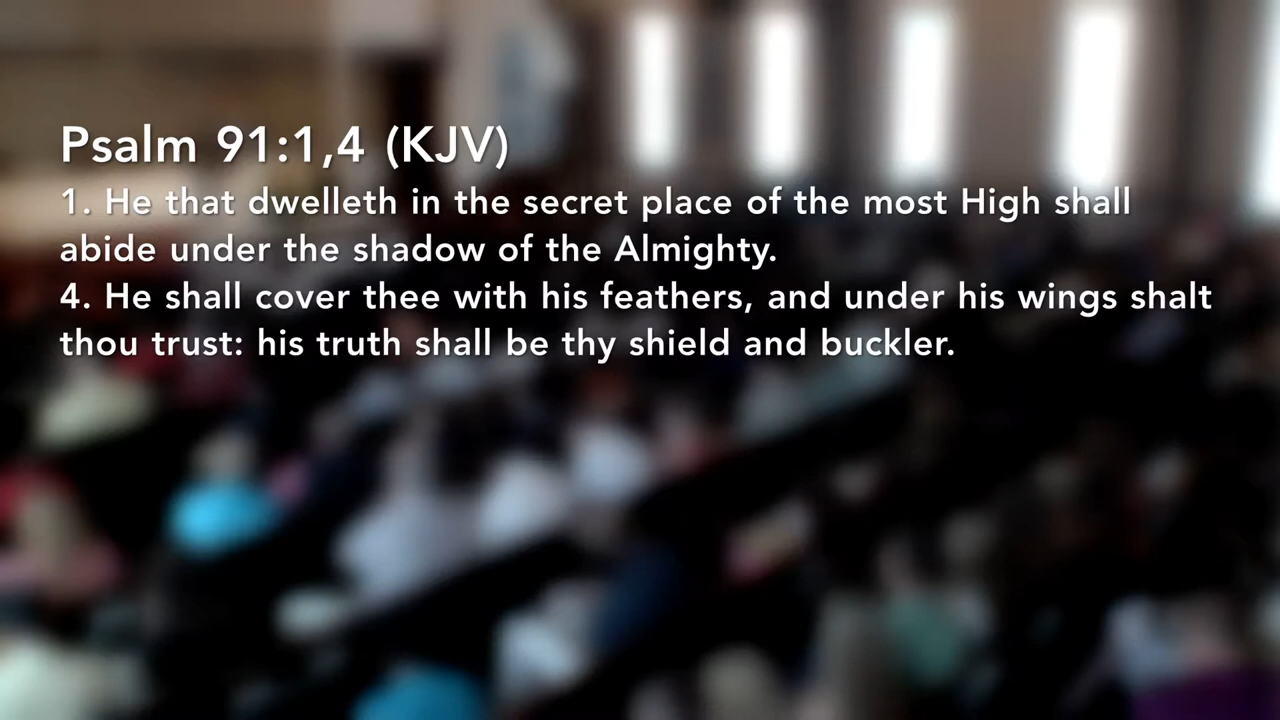 Psalm 91:1,4 (KJV)
1. He that dwelleth in the secret place of the most High shall
abide under the shadow of the Almighty.
4. He shall cover thee with his feathers, and under his wings shalt
thou trust: his truth shall be thy shield and buckler.